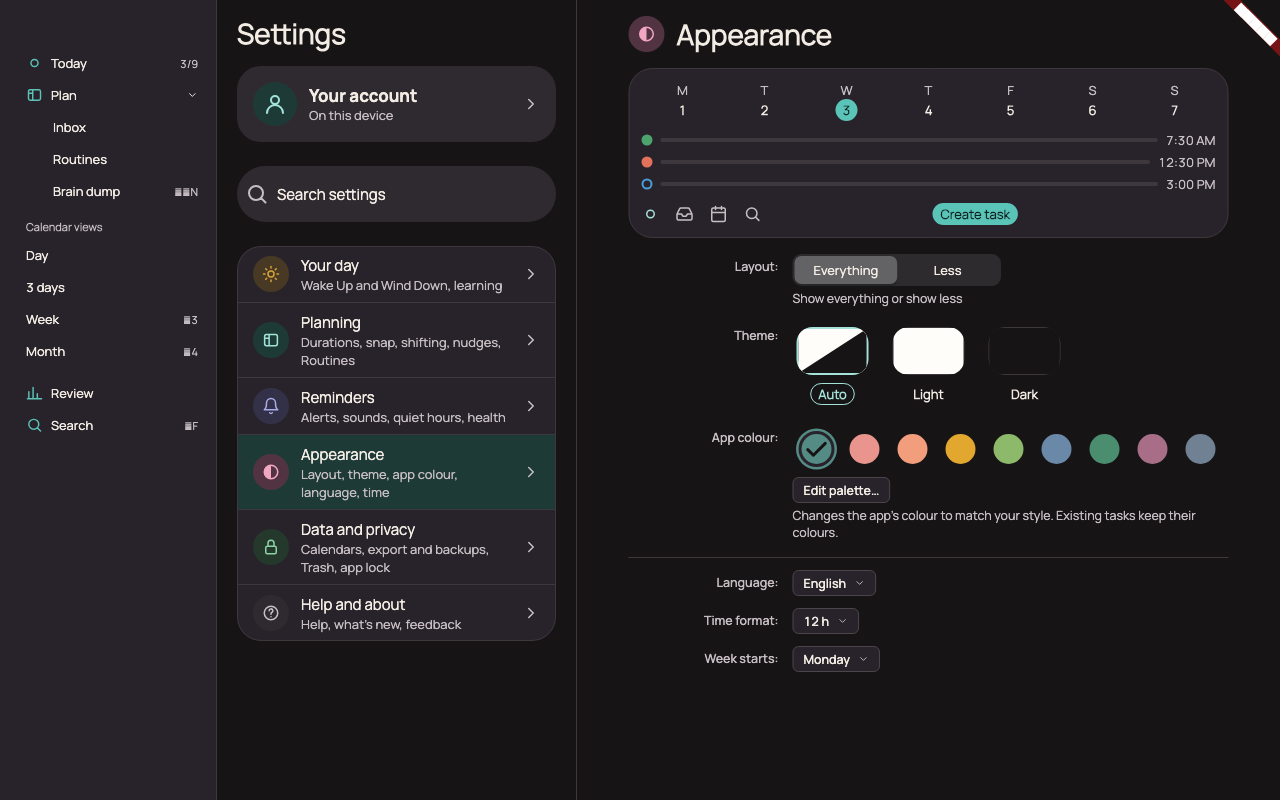 Today
3/9
Plan
Inbox
Routines
Brain dump
N
Calendar views
Day
3 days
Week
3
Month
4
Review
Search
F
Settings
Your account
On this device
Search settings
Your day
Wake Up and Wind Down, learning
Planning
Durations, snap, shifting, nudges,
Routines
Reminders
Alerts, sounds, quiet hours, health
Appearance
Layout, theme, app colour,
language, time
Data and privacy
Calendars, export and backups,
Trash, app lock
Help and about
Help, what's new, feedback
Appearance
M T W T F S S
1 2 3 4 5 6 7
7:30 AM
12:30 PM
3:00 PM
Create task
Layout:
Everything
Less
Show everything or show less
Theme:
Auto
Light
Dark
App colour:
Edit palette...
Changes the app's colour to match your style. Existing tasks keep their
colours.
Language:
English
Time format:
12 h
Week starts:
Monday